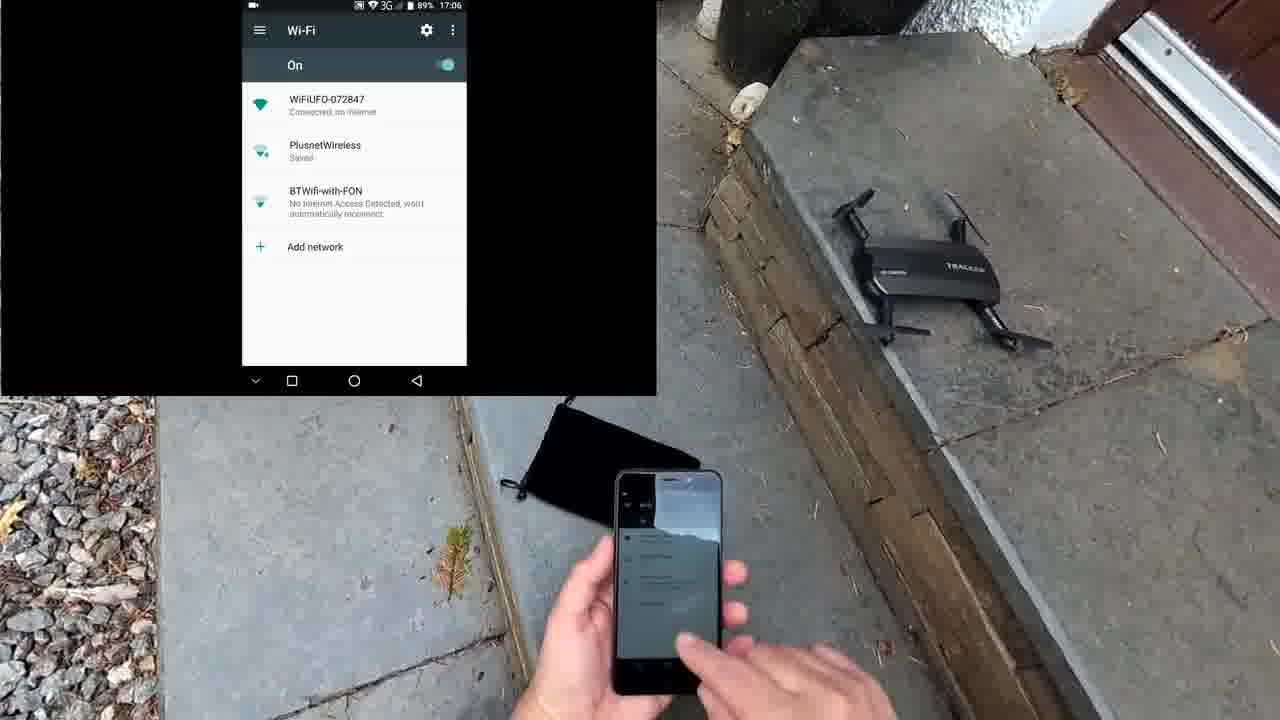 3G 89% 17:06
Wi-Fi
On
WiFiUFO-072847
Connected, no Internet
PlusnetWireless
Saved
BTWifi-with-FON
No Internet Access Detected, won't
automatically reconnect.
Add network
TRACKER